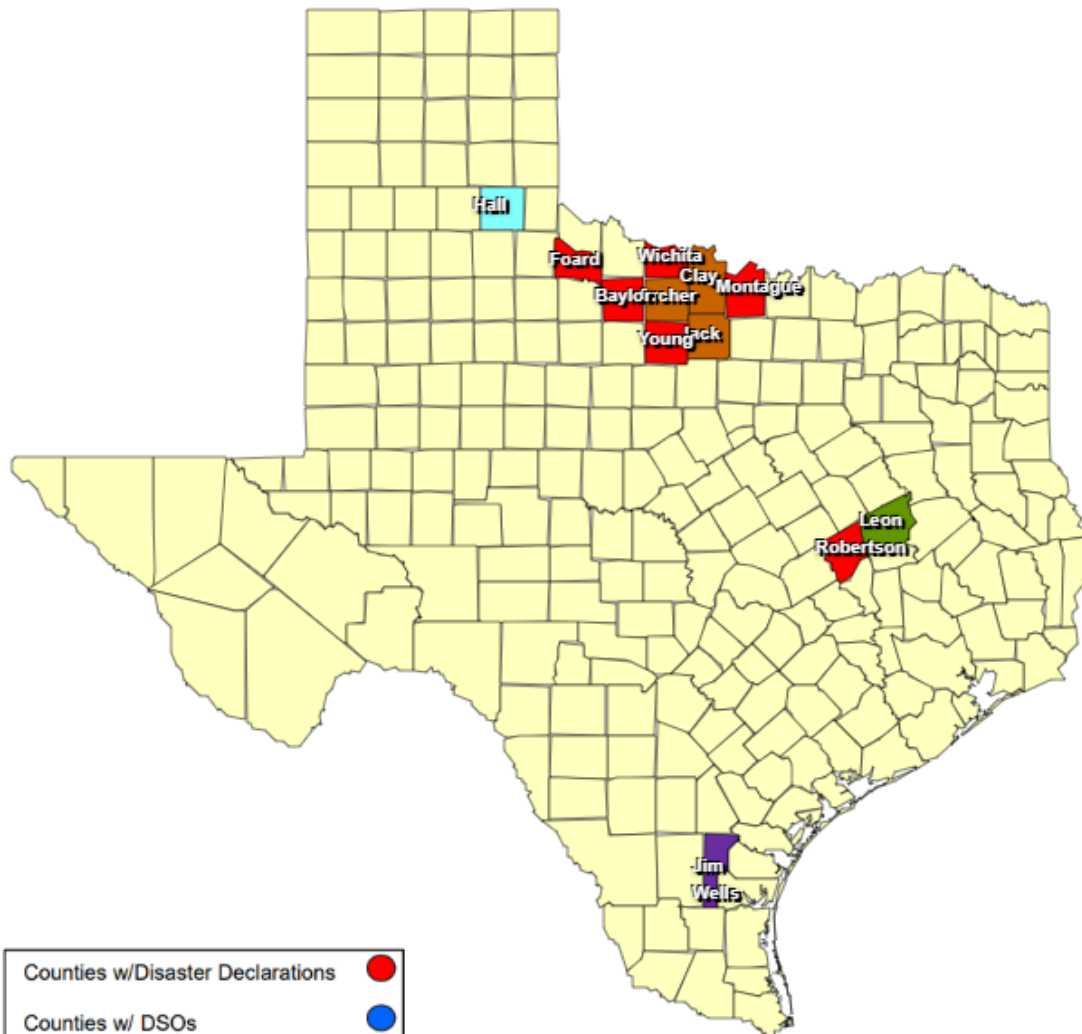 Hall
Foard
Wichita
Clay
Montague
Young
Leon
Robertson
Jim
Wells
Counties w/Disaster Declarations
Counties w/ DSOs